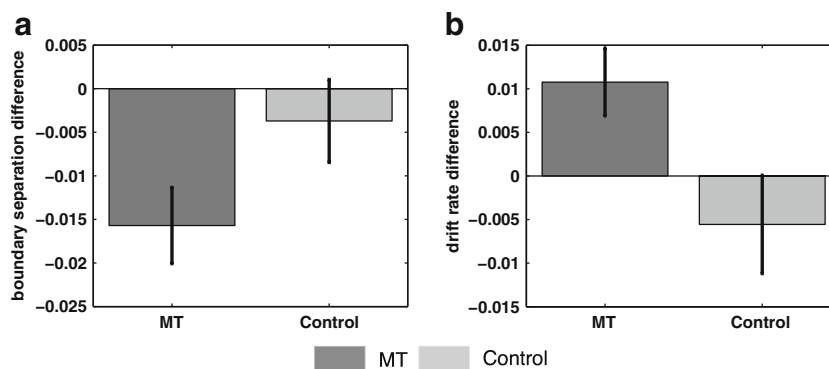 a
boundary separation difference
0.005
0
−0.005
−0.01
−0.015
−0.02
−0.025
MT Control
b
drift rate difference
0.015
0.01
0.005
0
−0.005
−0.01
−0.015
MT Control
MT Control